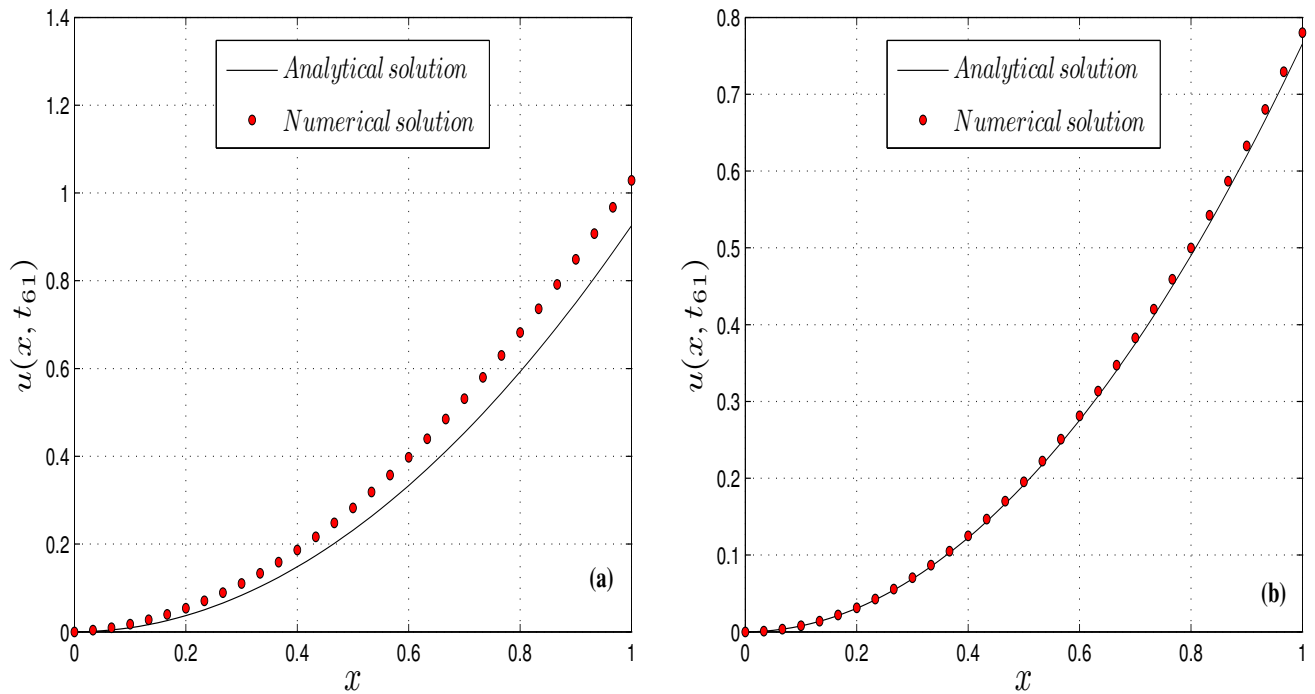 1.4
1.2
1
0.8
0.6
0.4
0.2
0
0 0.2 0.4 0.6 0.8 1
x
u(x, t₆₁)
Analytical solution
Numerical solution
(a)
0.8
0.7
0.6
0.5
0.4
0.3
0.2
0.1
0
0 0.2 0.4 0.6 0.8 1
x
u(x, t₆₁)
Analytical solution
Numerical solution
(b)